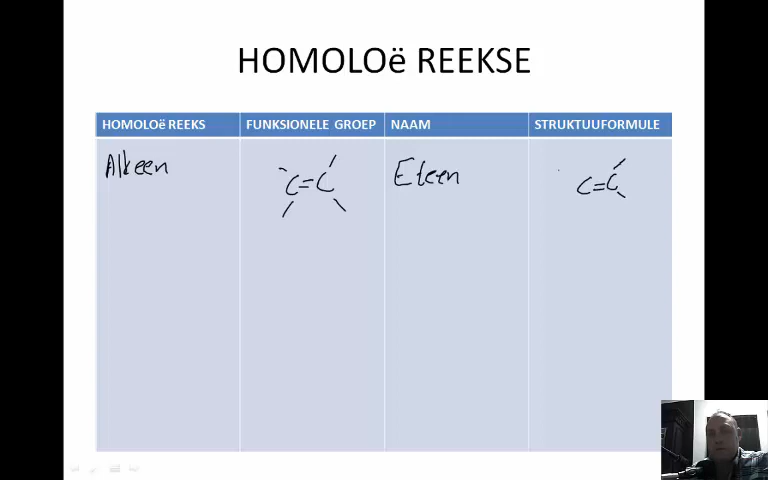 HOMOLOë REEKSE
HOMOLOë REEKS FUNKSIONELE GROEP NAAM STRUKTUUFORMULE
Alkeen C=C Eteen C=C